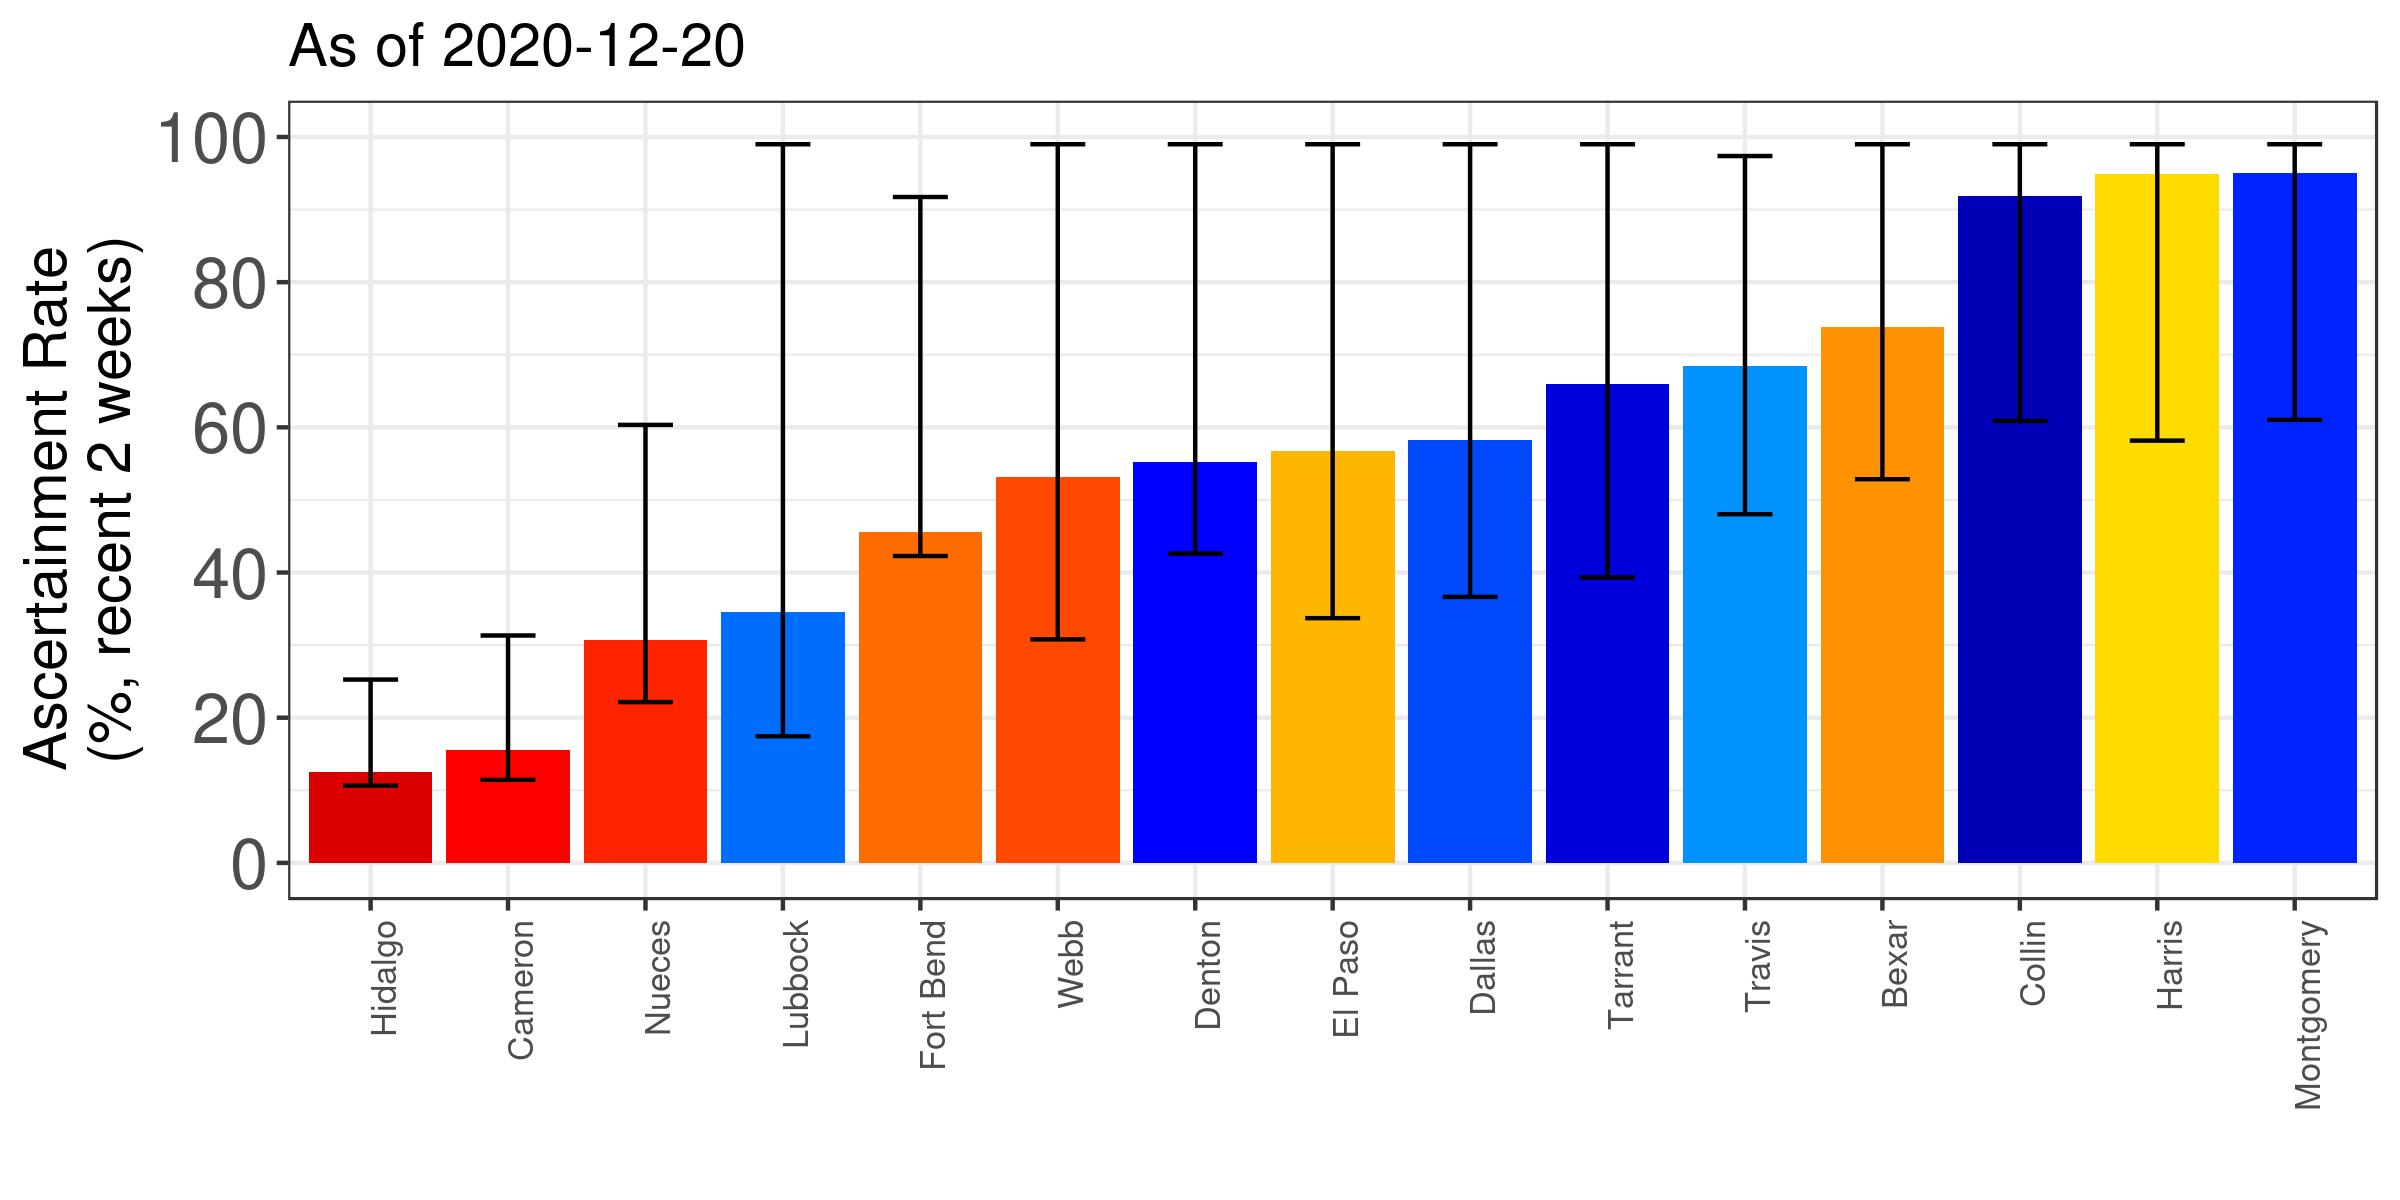 As of 2020-12-20
Ascertainment Rate
(%, recent 2 weeks)
100
80
60
40
20
0
Hidalgo
Cameron
Nueces
Lubbock
Fort Bend
Webb
Denton
El Paso
Dallas
Tarrant
Travis
Bexar
Collin
Harris
Montgomery